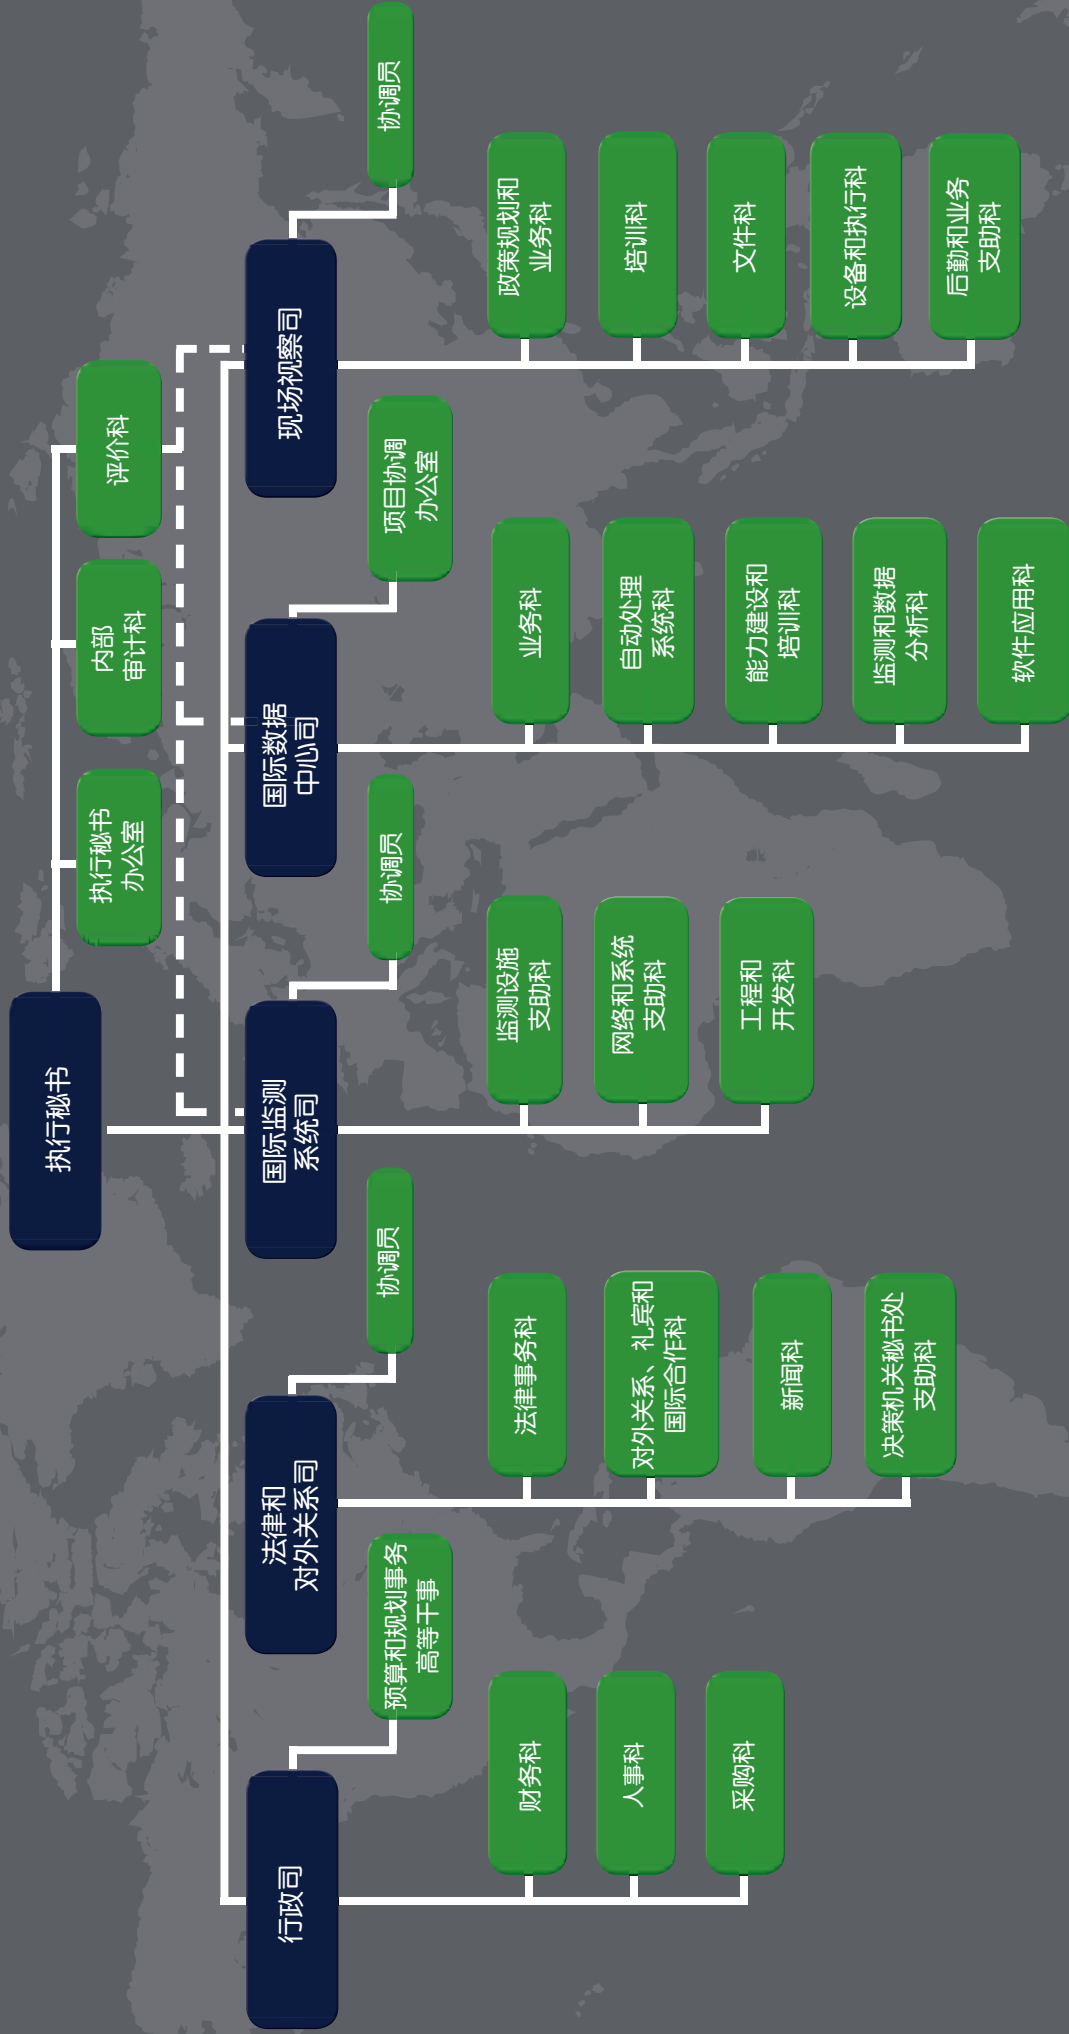 执行秘书
执行秘书
办公室
内部
审计科
评价科
行政司
法律和
对外关系司
国际监测
系统司
国际数据
中心司
现场视察司
预算和规划事务
高等干事
协调员
协调员
项目协调
办公室
协调员
财务科
人事科
采购科
法律事务科
对外关系、礼宾和
国际合作科
新闻科
决策机关秘书处
支助科
监测设施
支助科
网络和系统
支助科
工程和
开发科
业务科
自动处理
系统科
能力建设和
培训科
监测和数据
分析科
软件应用科
政策规划和
业务科
培训科
文件科
设备和执行科
后勤和业务
支助科